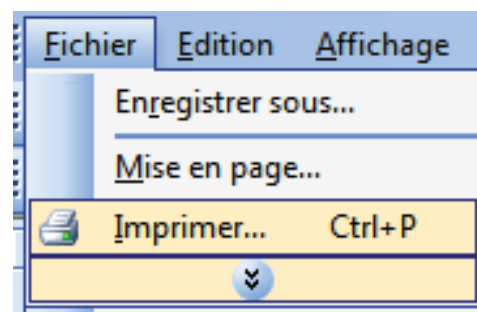 Fichier Edition Affichage
Enregistrer sous...
Mise en page...
Imprimer... Ctrl+P